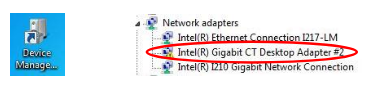 Device
Manage...
Network adapters
Intel(R) Ethernet Connection I217-LM
Intel(R) Gigabit CT Desktop Adapter #2
Intel(R) I210 Gigabit Network Connection